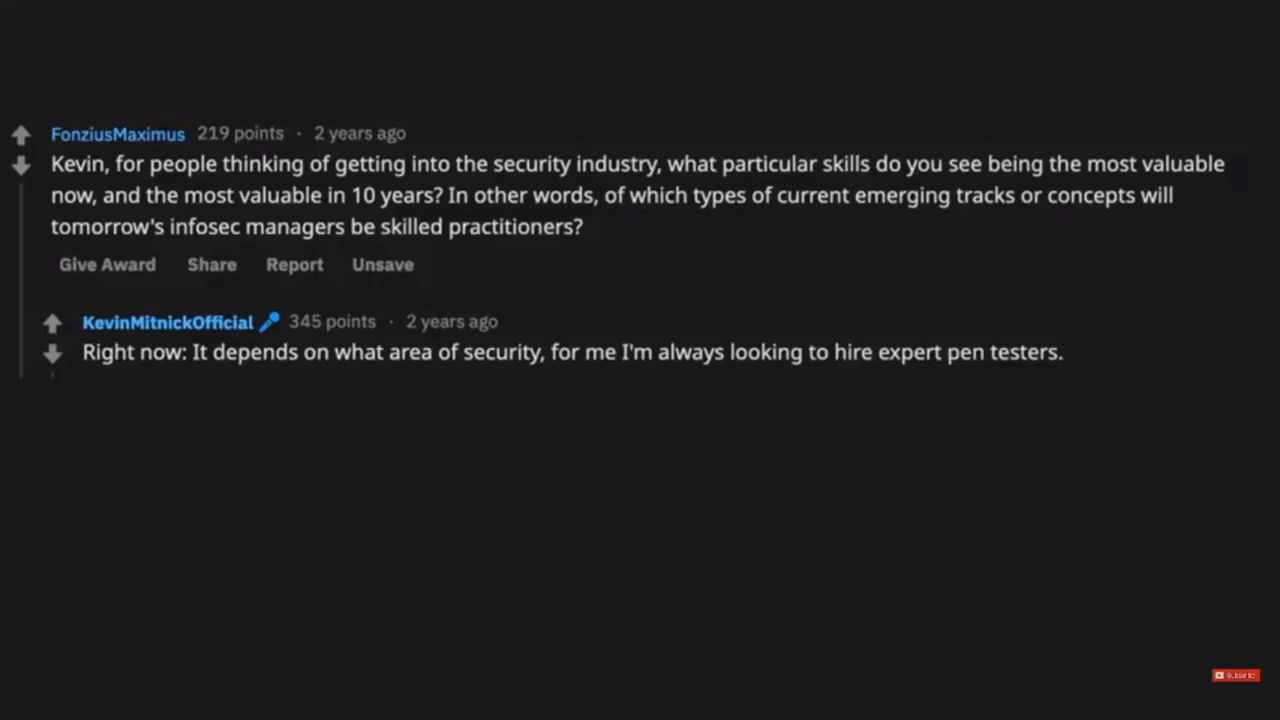 FonziusMaximus 219 points · 2 years ago
Kevin, for people thinking of getting into the security industry, what particular skills do you see being the most valuable
now, and the most valuable in 10 years? In other words, of which types of current emerging tracks or concepts will
tomorrow's infosec managers be skilled practitioners?
Give Award Share Report Unsave
KevinMitnickOfficial 345 points · 2 years ago
Right now: It depends on what area of security, for me I'm always looking to hire expert pen testers.